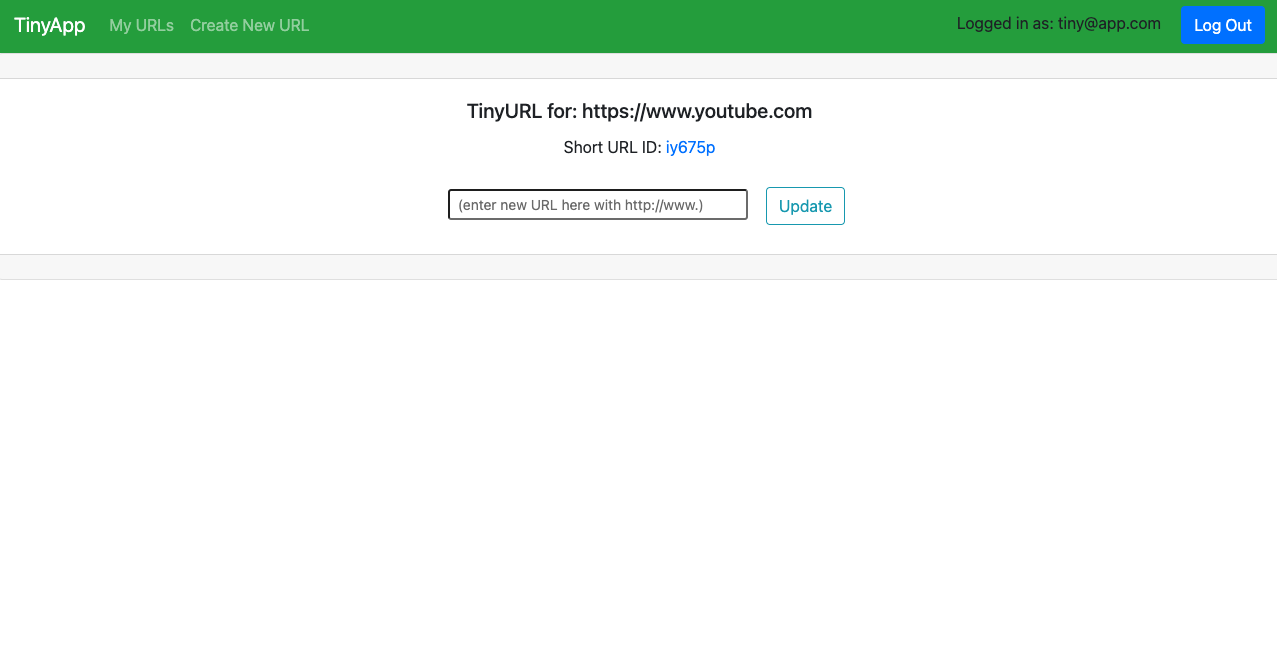 TinyApp My URLs Create New URL Logged in as: tiny@app.com Log Out
TinyURL for: https://www.youtube.com
Short URL ID: iy675p
(enter new URL here with http://www.) Update